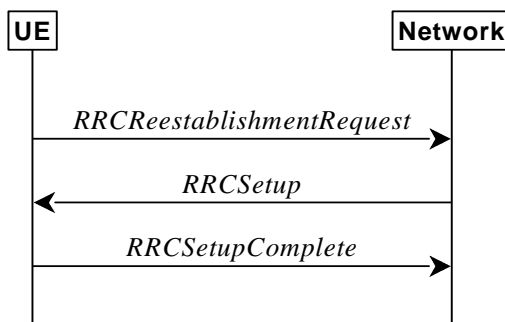 UE Network
RRCReestablishmentRequest
RRCSetup
RRCSetupComplete